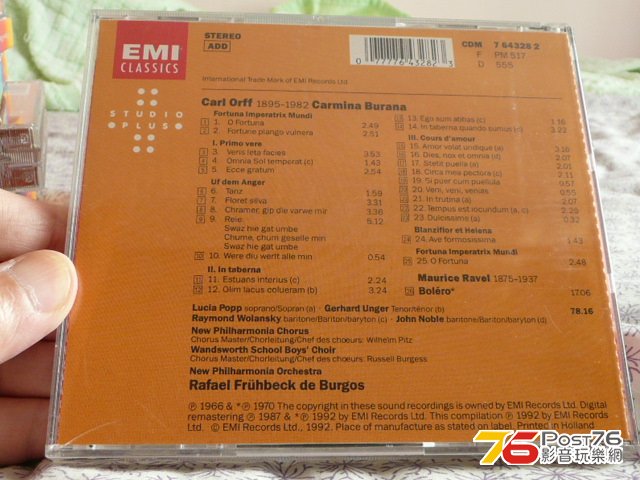 EMI
CLASSICS
STUDIO
PLUS
STEREO
ADD
0 77776 43282 3
CDM 7 64328 2
F PM 517
D 555
International Trade Mark of EMI Records Ltd
Carl Orff 1895-1982 Carmina Burana
Fortuna Imperatrix Mundi
1. O Fortuna 2.49
2. Fortune plango vulnera 2.51
I. Primo vere
3. Veris leta facies 3.53
4. Omnia Sol temperat (c) 1.43
5. Ecce gratum 2.54
Uf dem Anger
6. Tanz 1.59
7. Floret silva 3.31
8. Chramer, gip die varwe mir 3.36
9. Reie: 5.12
Swaz hie gat umbe
Chume, chum geselle min
Swaz hie gat umbe
10. Were diu werlt alle min 0.54
II. In taberna
11. Estuans interius (c) 2.24
12. Olim lacus colueram (b) 3.24
13. Ego sum abbas (c) 1.16
14. In taberna quando sumus (c) 3.22
III. Cours d'amour
15. Amor volat undique (a) 3.18
16. Dies, nox et omnia (d) 2.07
17. Stetit puella (a) 2.01
18. Circa mea pectora (c) 2.11
19. Si puer cum puellula 0.57
20. Veni, veni, venias 0.55
21. In trutina (a) 2.07
22. Tempus est iocundum (a, c) 2.28
23. Dulcissime (a) 0.32
Blanziflor et Helena
24. Ave formosissima 1.43
Fortuna Imperatrix Mundi
25. O Fortuna 2.48
Maurice Ravel 1875-1937
Boléro* 17.06
78.16
Lucia Popp soprano/Sopran (a) · Gerhard Unger Tenor/ténor (b)
Raymond Wolansky baritone/Bariton/baryton (c) · John Noble baritone/Bariton/baryton (d)
New Philharmonia Chorus
Chorus Master/Chorleitung/Chef des chœurs: Wilhelm Pitz
Wandsworth School Boys' Choir
Chorus Master/Chorleitung/Chef des chœurs: Russell Burgess
New Philharmonia Orchestra
Rafael Frühbeck de Burgos
℗ 1966 & *℗ 1970 The copyright in these sound recordings is owned by EMI Records Ltd. Digital
remastering ℗ 1987 & *℗ 1992 by EMI Records Ltd. This compilation ℗ 1992 by EMI Records
Ltd. © EMI Records Ltd., 1992. Place of manufacture as stated on label. Printed in Holland
76 Post76
影音玩樂網